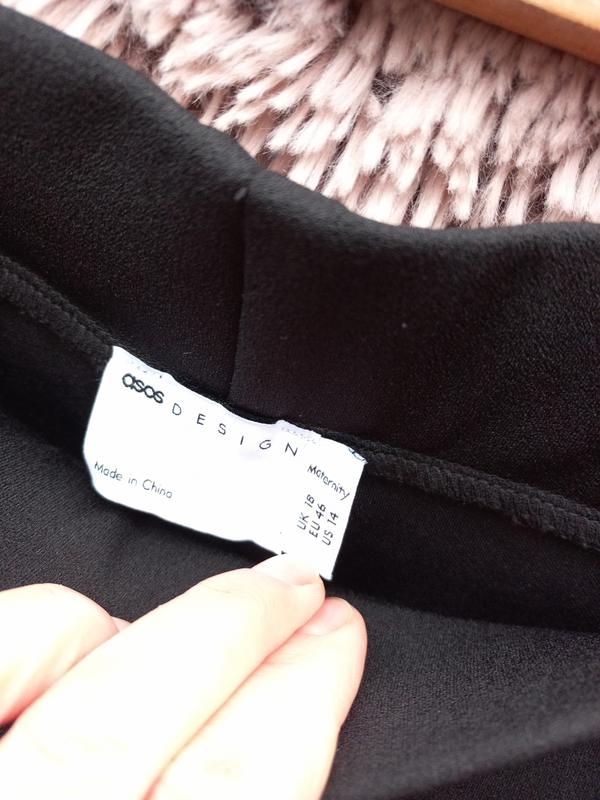 asos DESIGN
Maternity
Made in China
UK 18
EU 46
US 14